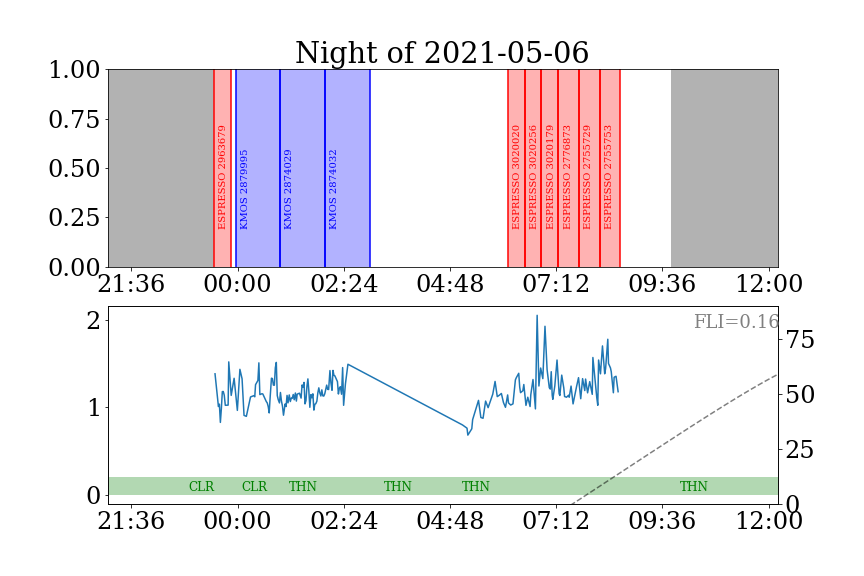 Night of 2021-05-06
1.00
0.75
0.50
0.25
0.00
ESPRESSO 2963679
KMOS 2879995
KMOS 2874029
KMOS 2874032
ESPRESSO 3020020
ESPRESSO 3020256
ESPRESSO 3020179
ESPRESSO 2776873
ESPRESSO 2755729
ESPRESSO 2755753
21:36 00:00 02:24 04:48 07:12 09:36 12:00
2
1
0
FLI=0.16
75
50
25
0
CLR CLR THN THN THN THN
21:36 00:00 02:24 04:48 07:12 09:36 12:00